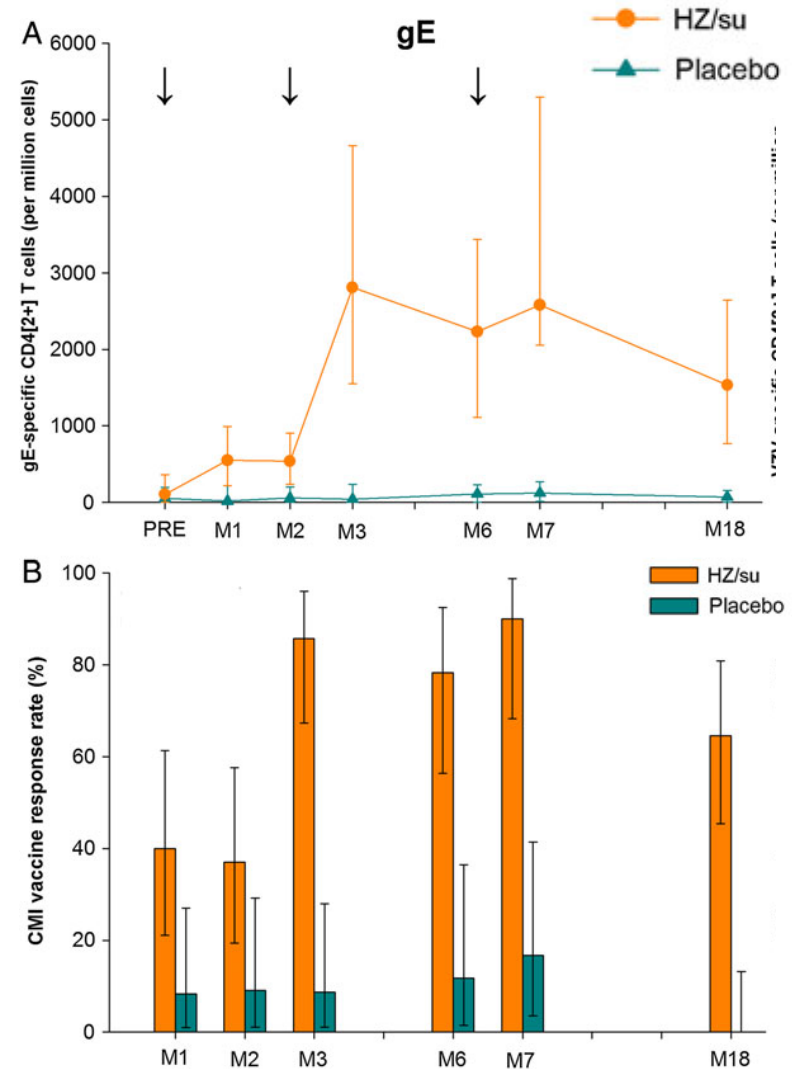 A
gE
HZ/su
Placebo
gE-specific CD4[2+] T cells (per million cells)
6000
5000
4000
3000
2000
1000
0
PRE M1 M2 M3 M6 M7 M18
B
HZ/su
Placebo
CMI vaccine response rate (%)
100
80
60
40
20
0
M1 M2 M3 M6 M7 M18